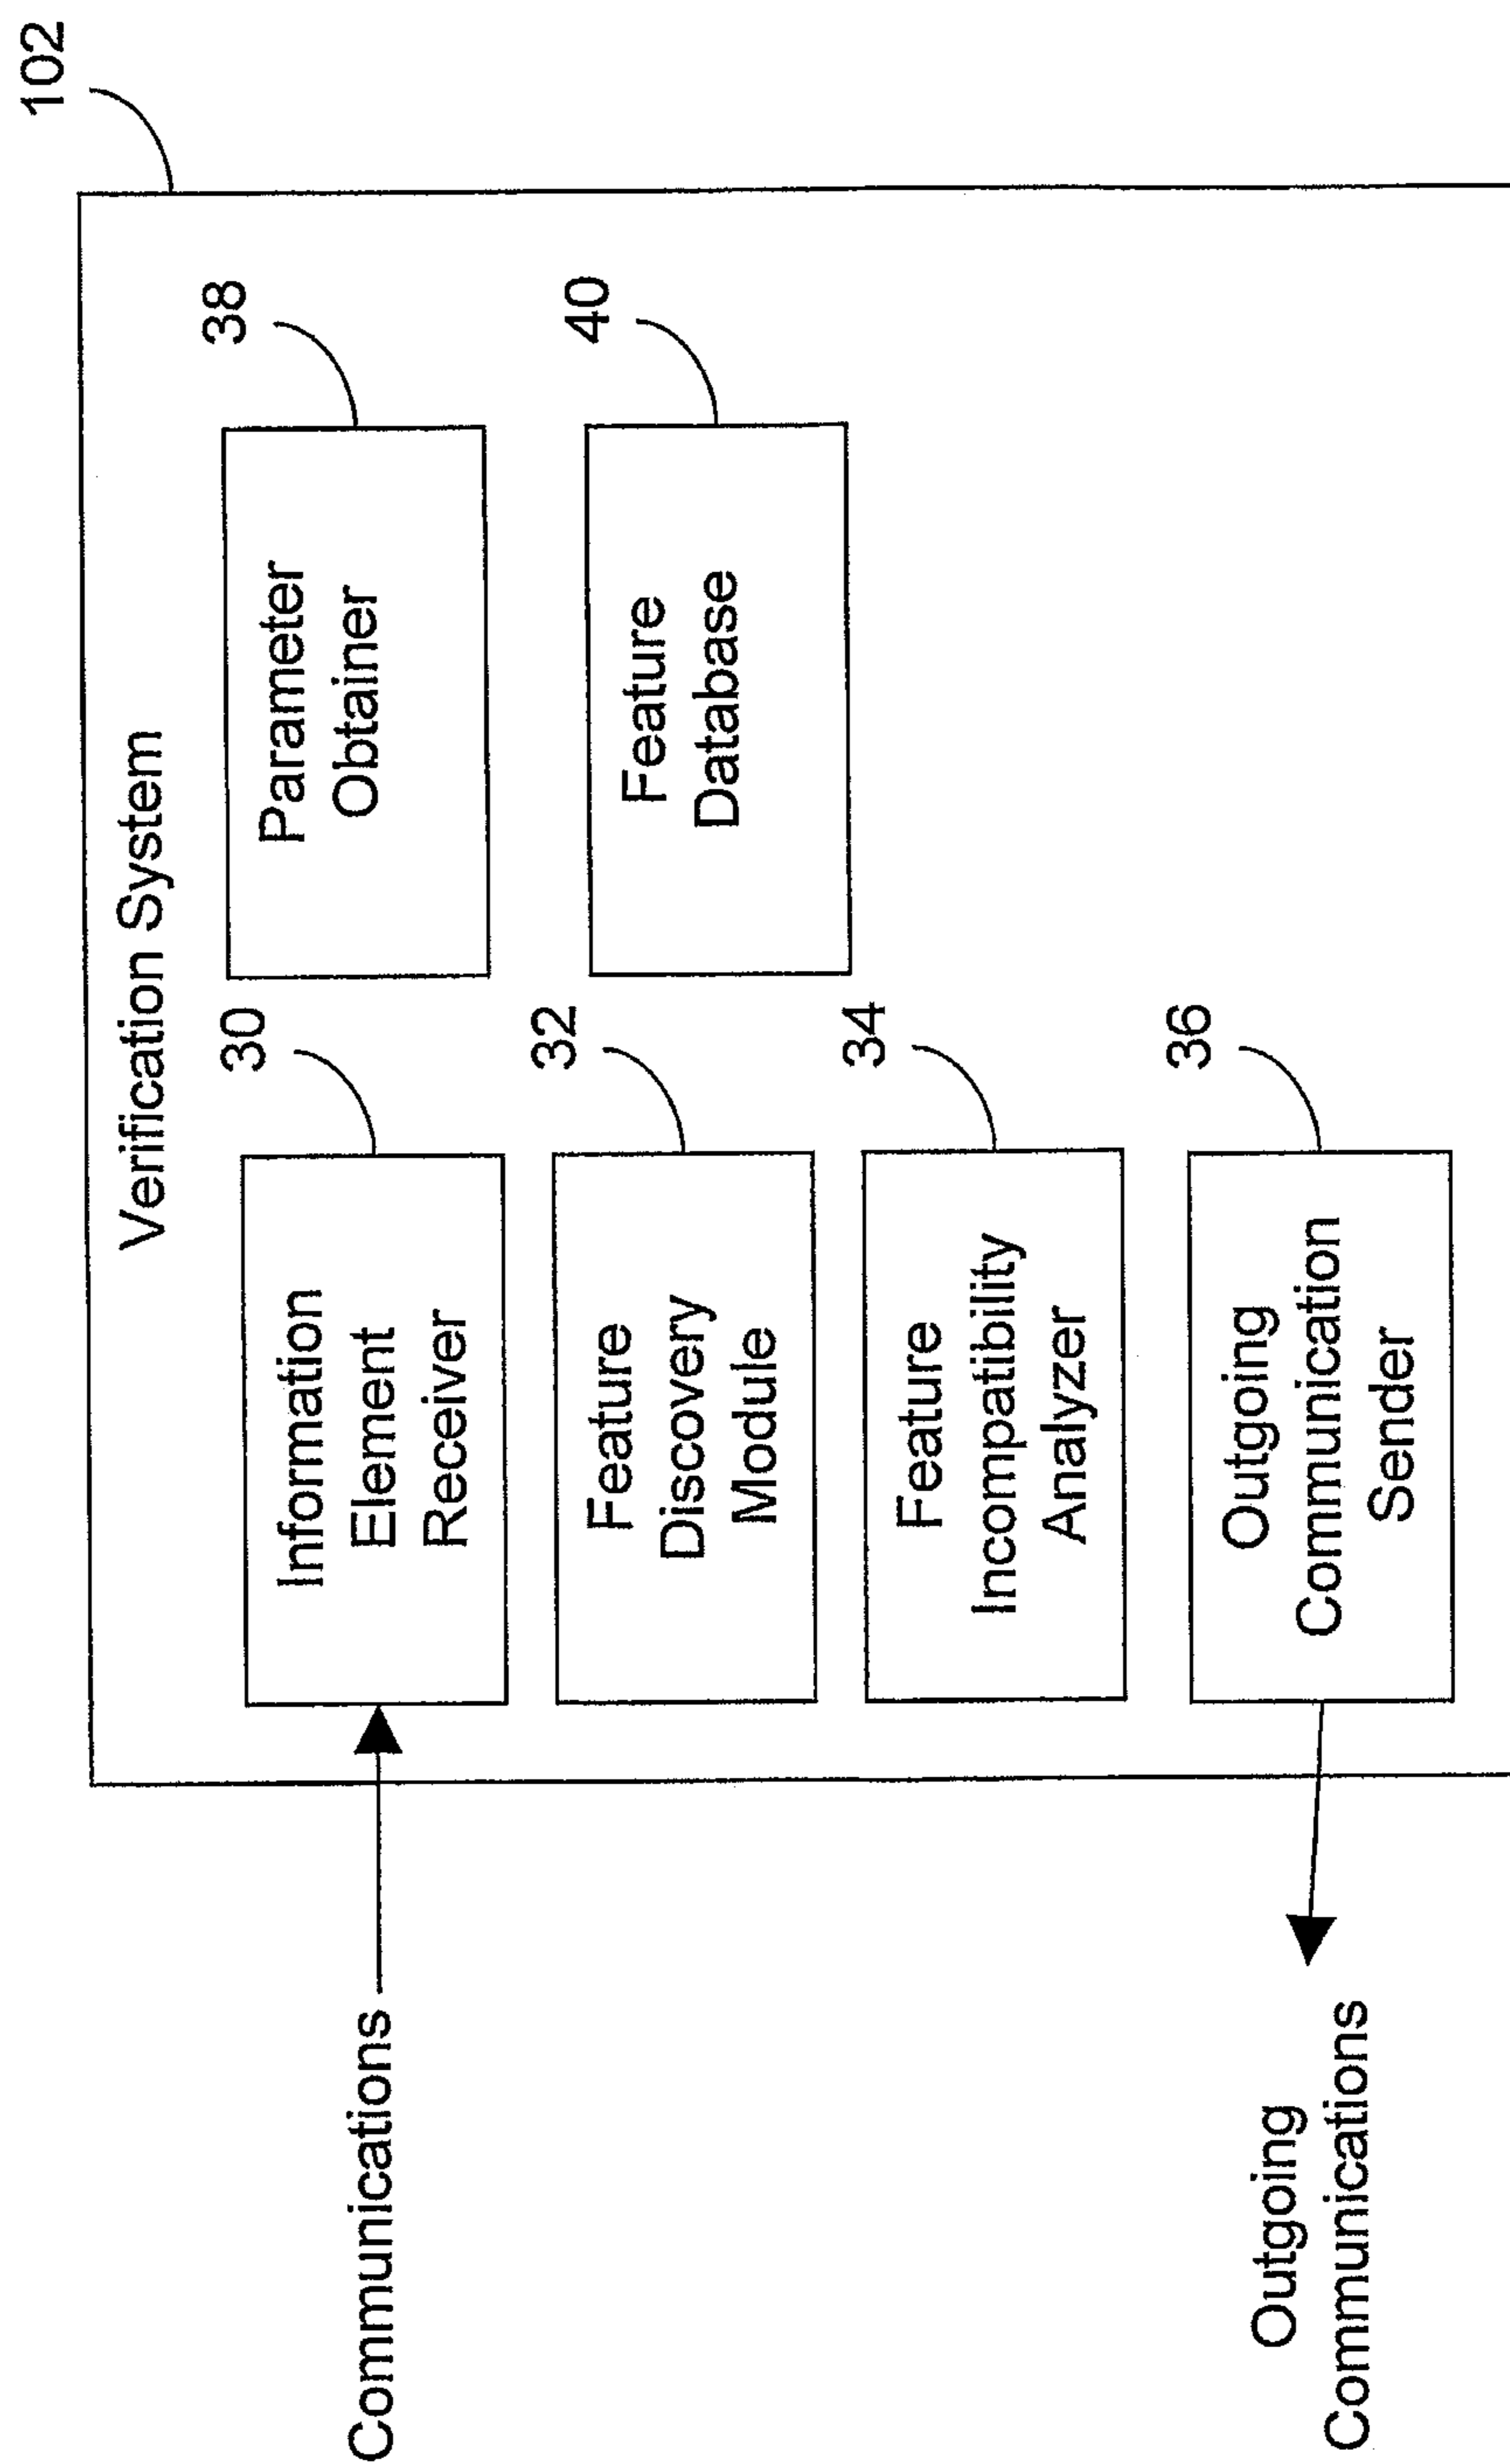 102
Verification System
30
Information
Element
Receiver
38
Parameter
Obtainer
Communications
32
Feature
Discovery
Module
40
Feature
Database
34
Feature
Incompatibility
Analyzer
36
Outgoing
Communication
Sender
Outgoing
Communications